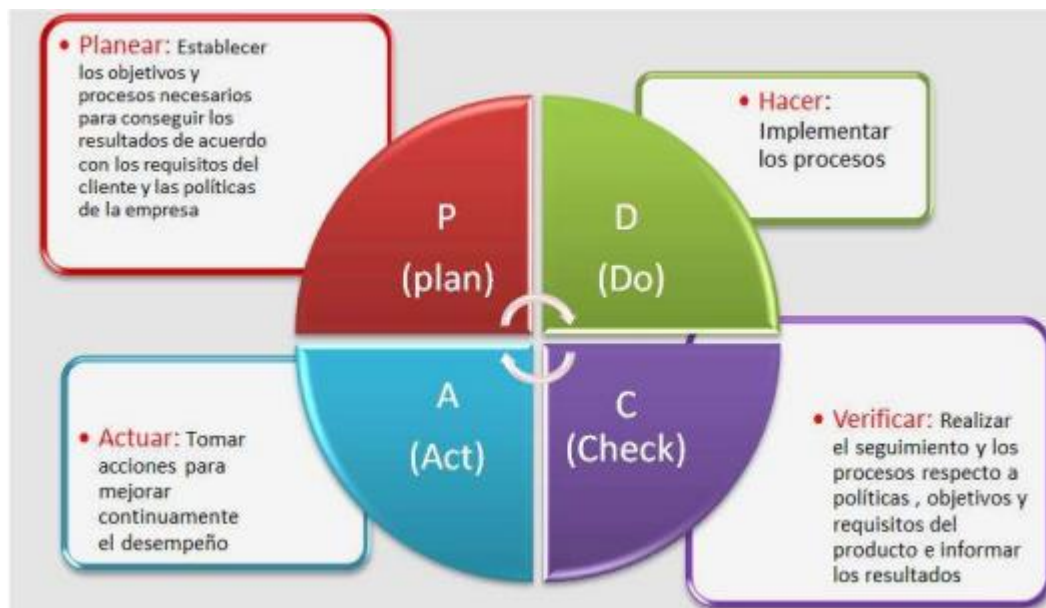 • Planear: Establecer
los objetivos y
procesos necesarios
para conseguir los
resultados de acuerdo
con los requisitos del
cliente y las políticas
de la empresa
P
(plan)
D
(Do)
• Hacer:
Implementar
los procesos
A
(Act)
• Actuar: Tomar
acciones para
mejorar
continuamente
el desempeño
C
(Check)
• Verificar: Realizar
el seguimiento y los
procesos respecto a
políticas , objetivos y
requisitos del
producto e informar
los resultados